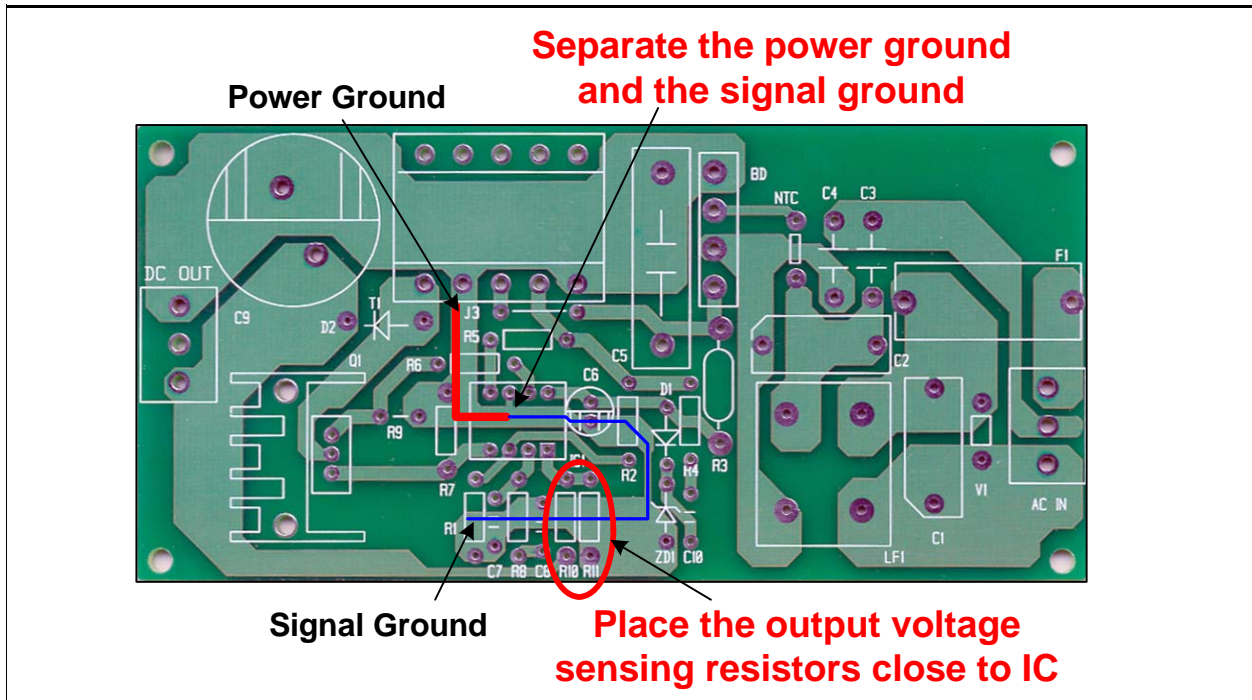 Separate the power ground
and the signal ground
Power Ground
BD
NTC
C4
C3
F1
DC OUT
C9
T1
D2
J3
R5
Q1
R6
C5
C6
C2
D1
R9
R7
R2
R4
R3
V1
AC IN
R1
C7
R8
R10
R11
ZD1
C10
LF1
C1
Signal Ground
Place the output voltage
sensing resistors close to IC